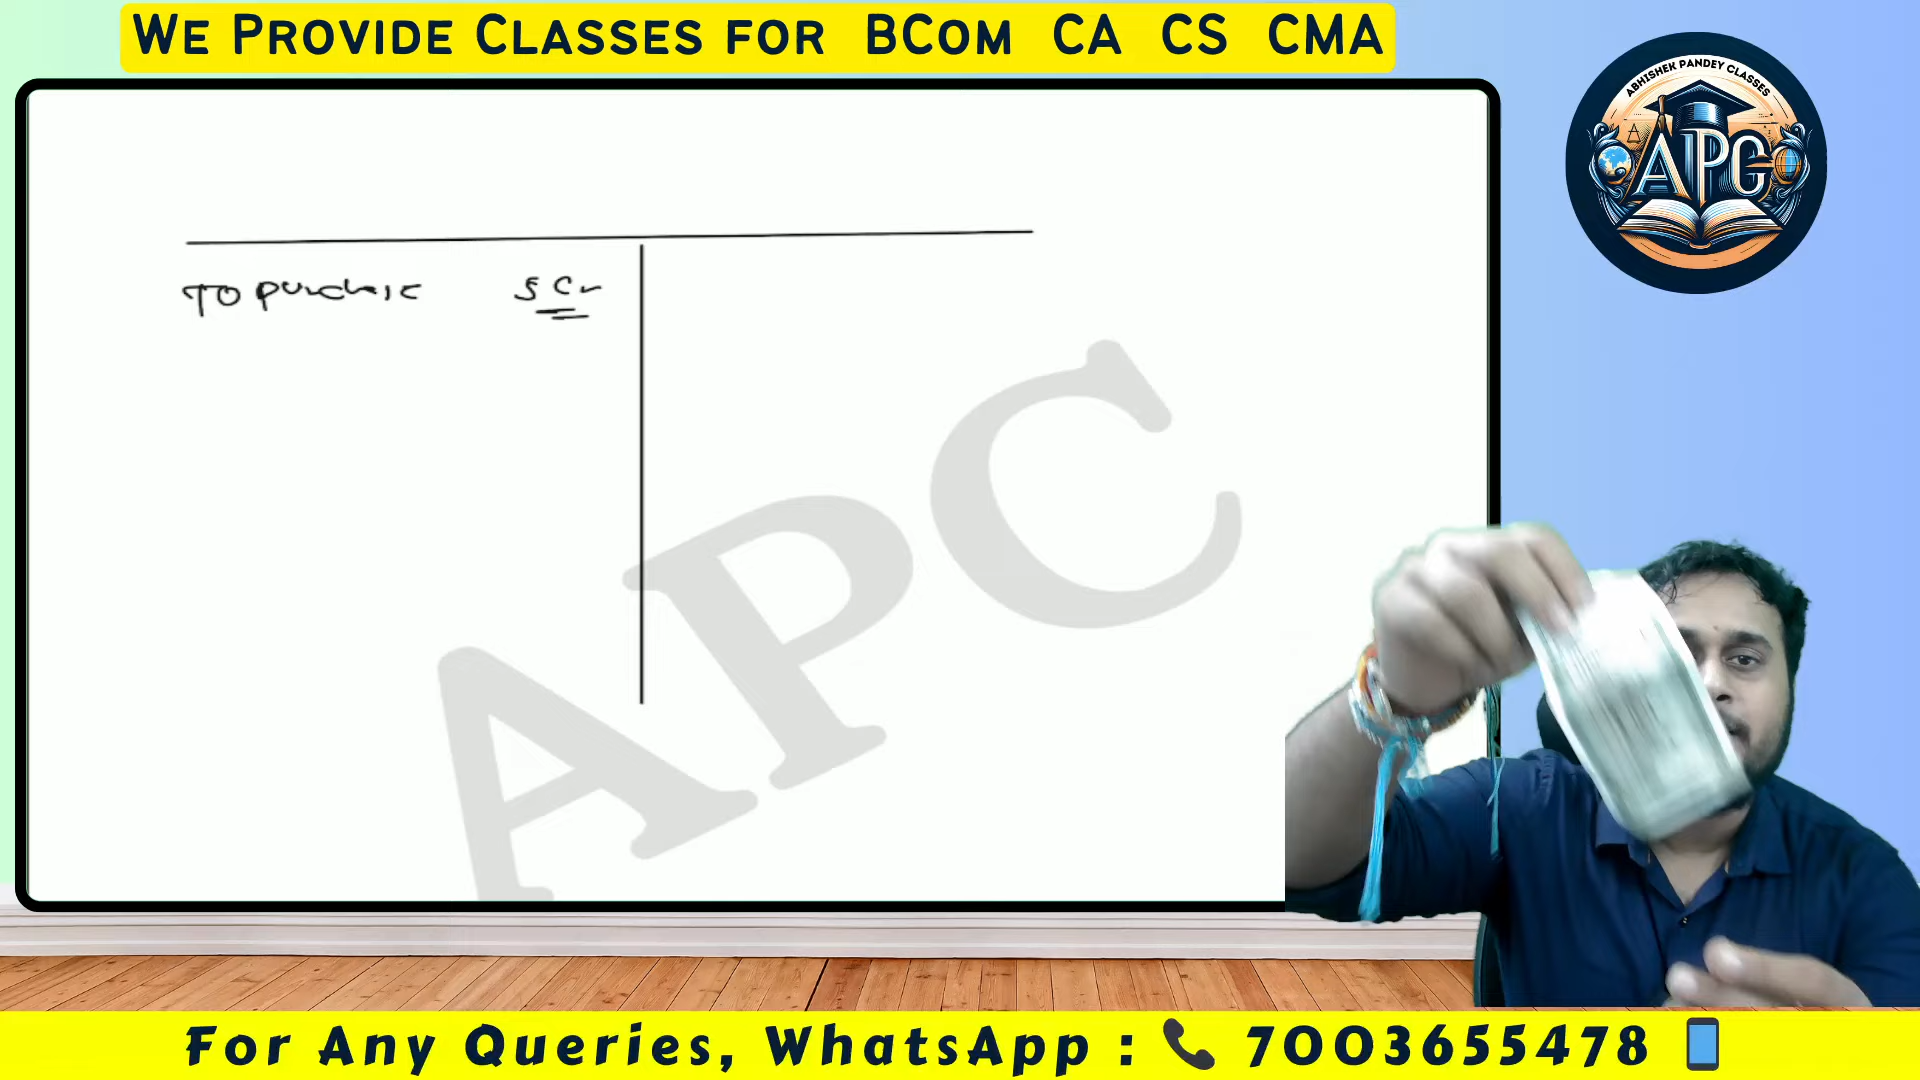 We Provide Classes for BCom CA CS CMA
ABHISHEK PANDEY CLASSES
APC
To purchase 5 Cr
APC
For Any Queries, WhatsApp : 7003655478